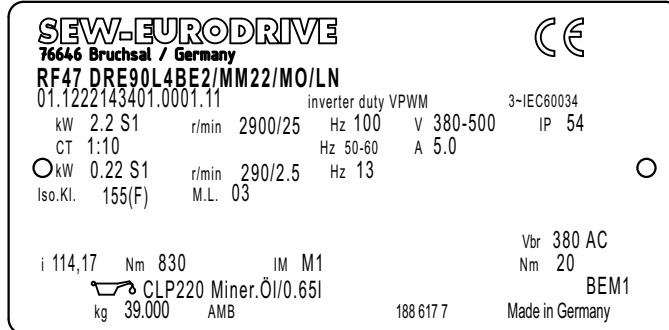 SEW-EURODRIVE CE
76646 Bruchsal / Germany
RF47 DRE90L4BE2/MM22/MO/LN
01.1222143401.0001.11 inverter duty VPWM 3~IEC60034
kW 2.2 S1 r/min 2900/25 Hz 100 V 380-500 IP 54
CT 1:10 Hz 50-60 A 5.0
kW 0.22 S1 r/min 290/2.5 Hz 13
Iso.Kl. 155(F) M.L. 03
Vbr 380 AC
i 114,17 Nm 830 IM M1 Nm 20
CLP220 Miner.Öl/0.65l BEM1
kg 39.000 AMB 188 617 7 Made in Germany